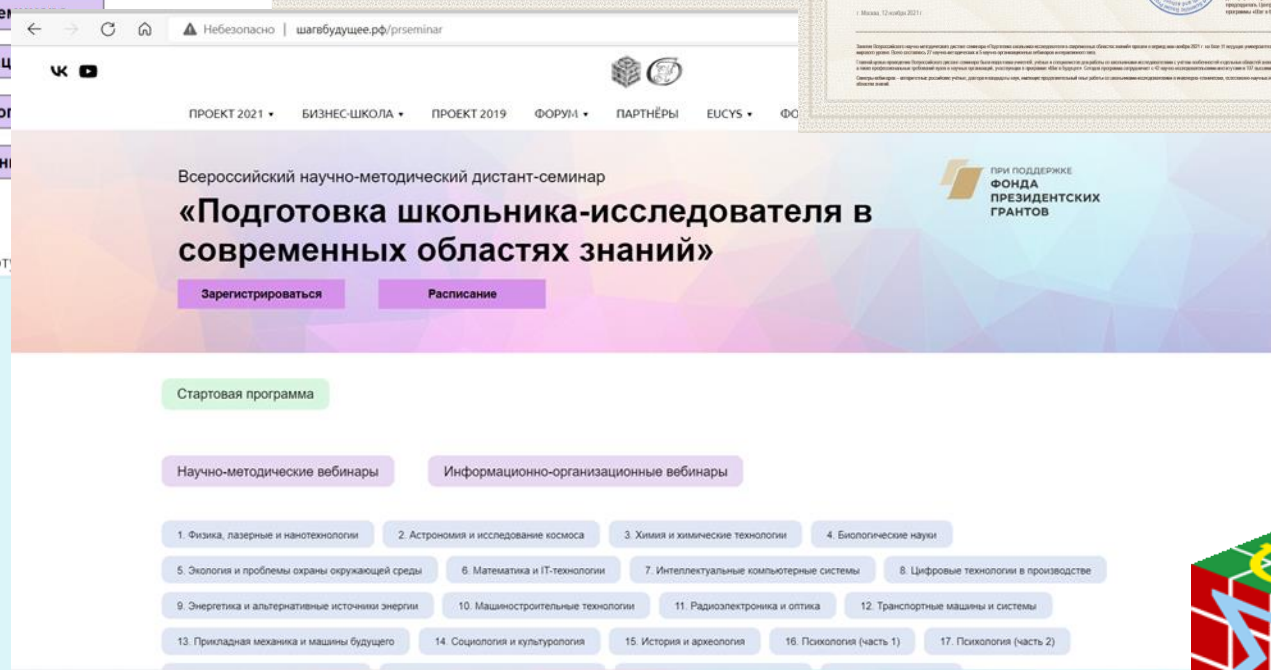 Небезопасно | шагвбудущее.рф/prseminar
г. Москва, 12 ноября 2021 г.
ПРОЕКТ 2021 БИЗНЕС-ШКОЛА ПРОЕКТ 2019 ФОРУМ ПАРТНЁРЫ EUCYS ФО
Всероссийский научно-методический дистант-семинар
«Подготовка школьника-исследователя в
современных областях знаний»
ПРИ ПОДДЕРЖКЕ
ФОНДА
ПРЕЗИДЕНТСКИХ
ГРАНТОВ
Зарегистрироваться Расписание
Стартовая программа
Научно-методические вебинары Информационно-организационные вебинары
1. Физика, лазерные и нанотехнологии 2. Астрономия и исследование космоса 3. Химия и химические технологии 4. Биологические науки
5. Экология и проблемы охраны окружающей среды 6. Математика и IT-технологии 7. Интеллектуальные компьютерные системы 8. Цифровые технологии в производстве
9. Энергетика и альтернативные источники энергии 10. Машиностроительные технологии 11. Радиоэлектроника и оптика 12. Транспортные машины и системы
13. Прикладная механика и машины будущего 14. Социология и культурология 15. История и археология 16. Психология (часть 1) 17. Психология (часть 2)